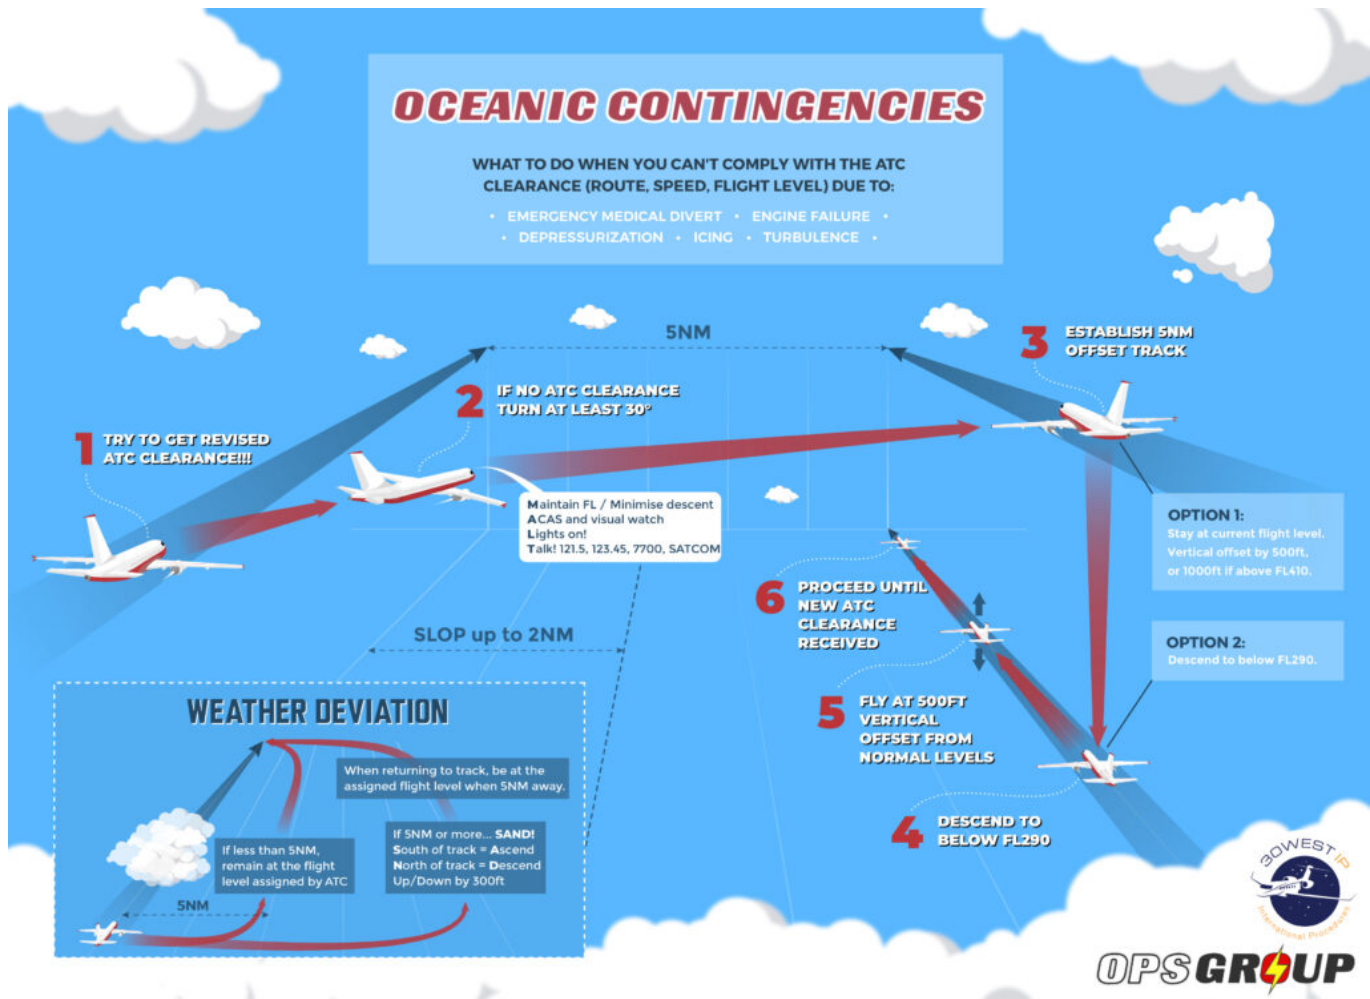 OCEANIC CONTINGENCIES
WHAT TO DO WHEN YOU CAN'T COMPLY WITH THE ATC
CLEARANCE (ROUTE, SPEED, FLIGHT LEVEL) DUE TO:
• EMERGENCY MEDICAL DIVERT • ENGINE FAILURE •
• DEPRESSURIZATION • ICING • TURBULENCE •
5NM
1 TRY TO GET REVISED
ATC CLEARANCE!!!
2 IF NO ATC CLEARANCE
TURN AT LEAST 30°
Maintain FL / Minimise descent
ACAS and visual watch
Lights on!
Talk! 121.5, 123.45, 7700, SATCOM
SLOP up to 2NM
3 ESTABLISH 5NM
OFFSET TRACK
OPTION 1:
Stay at current flight level.
Vertical offset by 500ft,
or 1000ft if above FL410.
OPTION 2:
Descend to below FL290.
4 DESCEND TO
BELOW FL290
5 FLY AT 500FT
VERTICAL
OFFSET FROM
NORMAL LEVELS
6 PROCEED UNTIL
NEW ATC
CLEARANCE
RECEIVED
WEATHER DEVIATION
When returning to track, be at the
assigned flight level when 5NM away.
If less than 5NM,
remain at the flight
level assigned by ATC
If 5NM or more... SAND!
South of track = Ascend
North of track = Descend
Up/Down by 300ft
5NM
30WEST IP
International Procedures
OPSGROUP